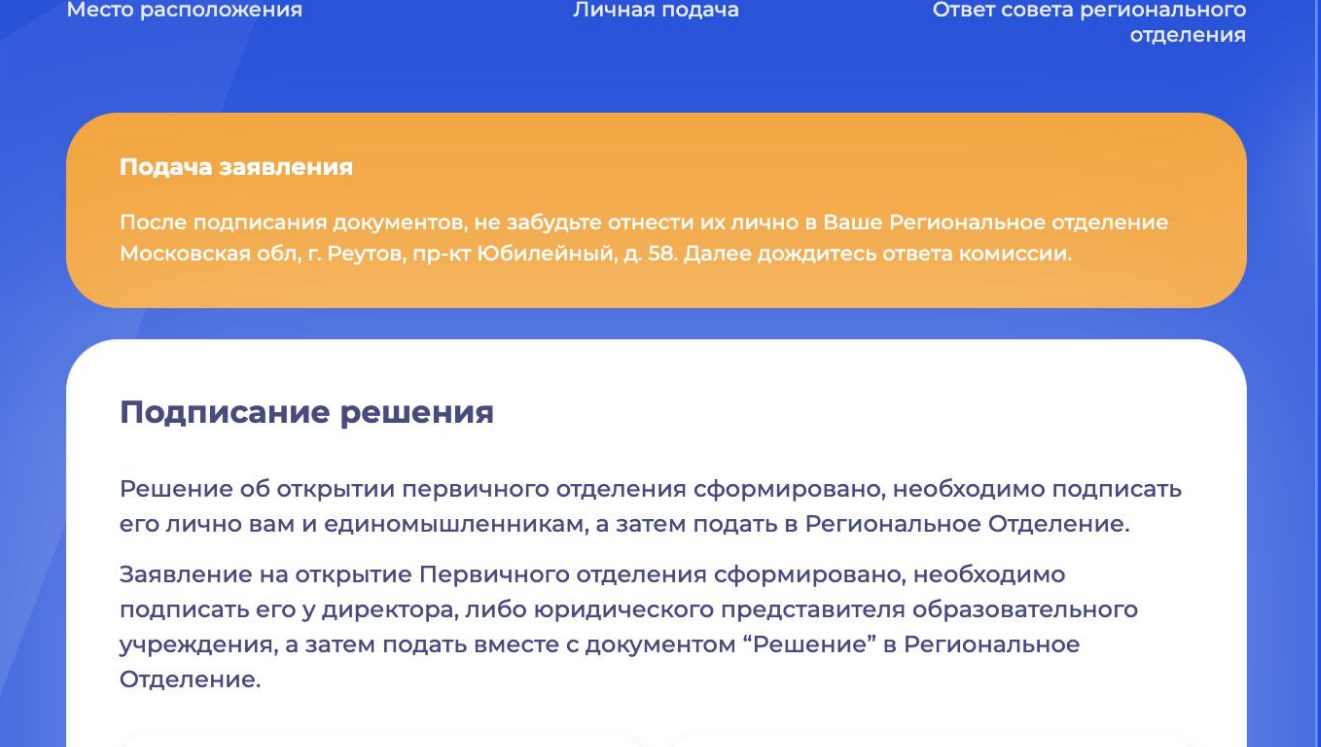 Место расположения
Личная подача
Ответ совета регионального
отделения
Подача заявления
После подписания документов, не забудьте отнести их лично в Ваше Региональное отделение
Московская обл, г. Реутов, пр-кт Юбилейный, д. 58. Далее дождитесь ответа комиссии.
Подписание решения
Решение об открытии первичного отделения сформировано, необходимо подписать
его лично вам и единомышленникам, а затем подать в Региональное Отделение.
Заявление на открытие Первичного отделения сформировано, необходимо
подписать его у директора, либо юридического представителя образовательного
учреждения, а затем подать вместе с документом “Решение” в Региональное
Отделение.